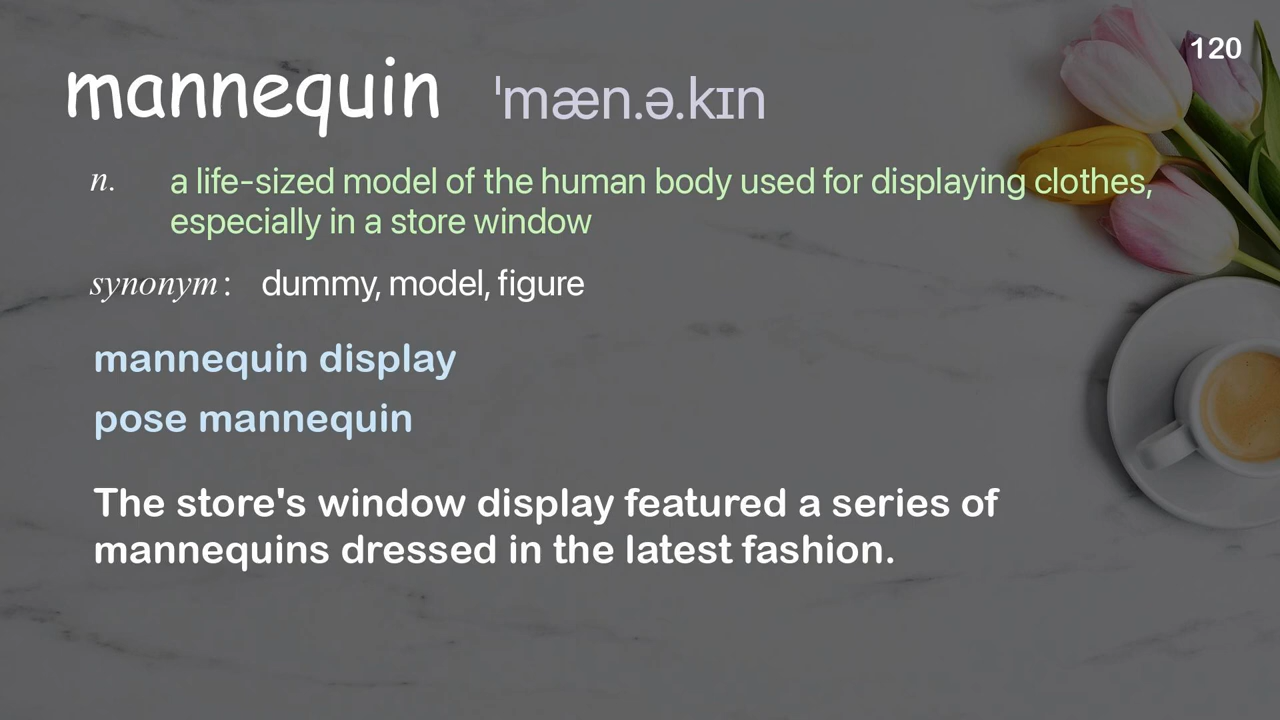 120
mannequin ˈmæn.ə.kɪn
n. a life-sized model of the human body used for displaying clothes,
especially in a store window
synonym: dummy, model, figure
mannequin display
pose mannequin
The store's window display featured a series of
mannequins dressed in the latest fashion.